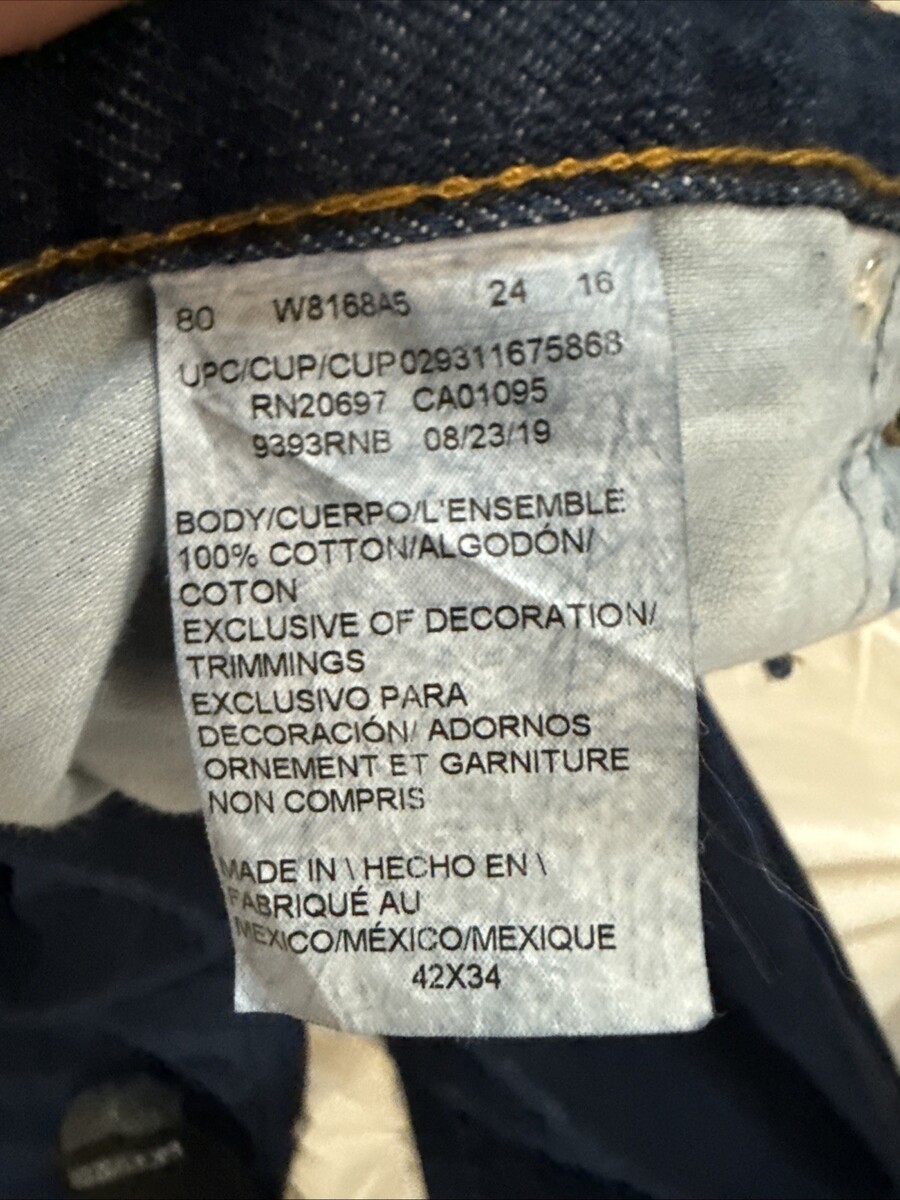 80 W8168A5 24 16
UPC/CUP/CUP 029311675868
RN20697 CA01095
9393RNB 08/23/19
BODY/CUERPO/L'ENSEMBLE:
100% COTTON/ALGODÓN/
COTON
EXCLUSIVE OF DECORATION/
TRIMMINGS
EXCLUSIVO PARA
DECORACIÓN/ ADORNOS
ORNEMENT ET GARNITURE
NON COMPRIS
MADE IN \ HECHO EN \
FABRIQUÉ AU
MEXICO/MÉXICO/MEXIQUE
42X34